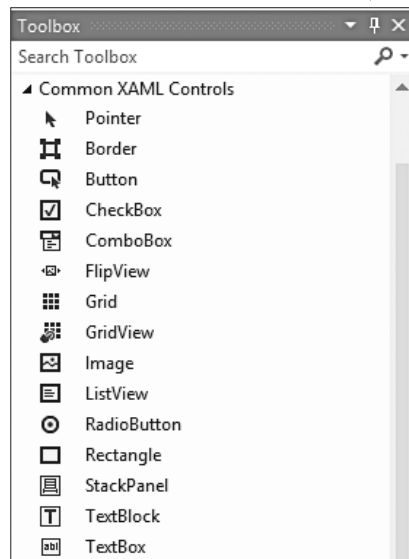 Toolbox
Search Toolbox
Common XAML Controls
Pointer
Border
Button
CheckBox
ComboBox
FlipView
Grid
GridView
Image
ListView
RadioButton
Rectangle
StackPanel
TextBlock
TextBox